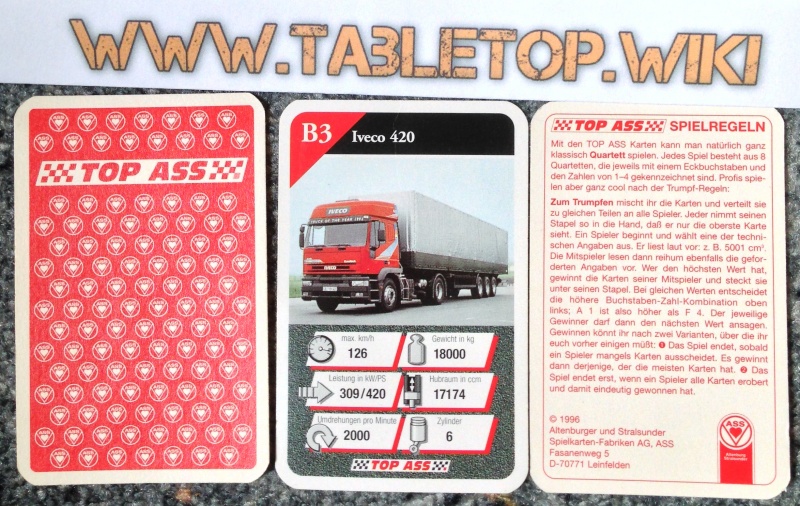 WWW.TABLETOP.WIKI
TOP ASS
B3 Iveco 420
IVECO
TRUCK OF THE YEAR 1992
IVECO
max. km/h
126
Gewicht in kg
18000
Leistung in kW/PS
309/420
Hubraum in ccm
17174
Umdrehungen pro Minute
2000
Zylinder
6
TOP ASS
TOP ASS SPIELREGELN
Mit den TOP ASS Karten kann man natürlich ganz
klassisch Quartett spielen. Jedes Spiel besteht aus 8
Quartetten, die jeweils mit einem Eckbuchstaben und
den Zahlen von 1–4 gekennzeichnet sind. Profis spie-
len aber ganz cool nach der Trumpf-Regeln:
Zum Trumpfen mischt ihr die Karten und verteilt sie
zu gleichen Teilen an alle Spieler. Jeder nimmt seinen
Stapel so in die Hand, daß er nur die oberste Karte
sieht. Ein Spieler beginnt und wählt eine der techni-
schen Angaben aus. Er liest laut vor: z. B. 5001 cm³.
Die Mitspieler lesen dann reihum ebenfalls die gefor-
derten Angaben vor. Wer den höchsten Wert hat,
gewinnt die Karten seiner Mitspieler und steckt sie
unter seinen Stapel. Bei gleichen Werten entscheidet
die höhere Buchstaben-Zahl-Kombination oben
links; A 1 ist also höher als F 4. Der jeweilige
Gewinner darf dann den nächsten Wert ansagen.
Gewinnen könnt ihr nach zwei Varianten, über die ihr
euch vorher einigen müßt: ❶ Das Spiel endet, sobald
ein Spieler mangels Karten ausscheidet. Es gewinnt
dann derjenige, der die meisten Karten hat. ❷ Das
Spiel endet erst, wenn ein Spieler alle Karten erobert
und damit eindeutig gewonnen hat.
© 1996
Altenburger und Stralsunder
Spielkarten-Fabriken AG, ASS
Fasanenweg 5
D-70771 Leinfelden
ASS
Altenburg
Stralsunder